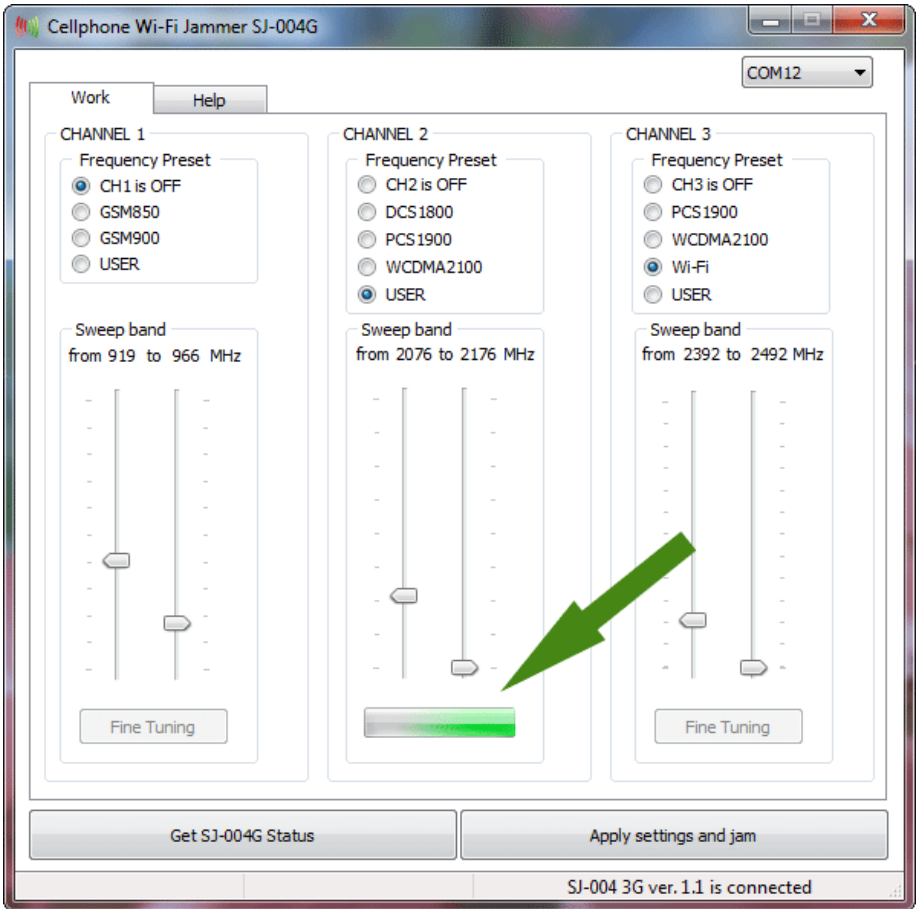 Cellphone Wi-Fi Jammer SJ-004G
COM12
Work
Help
CHANNEL 1
Frequency Preset
CH1 is OFF
GSM850
GSM900
USER
Sweep band
from 919 to 966 MHz
Fine Tuning
CHANNEL 2
Frequency Preset
CH2 is OFF
DCS1800
PCS1900
WCDMA2100
USER
Sweep band
from 2076 to 2176 MHz
CHANNEL 3
Frequency Preset
CH3 is OFF
PCS1900
WCDMA2100
Wi-Fi
USER
Sweep band
from 2392 to 2492 MHz
Fine Tuning
Get SJ-004G Status
Apply settings and jam
SJ-004 3G ver. 1.1 is connected